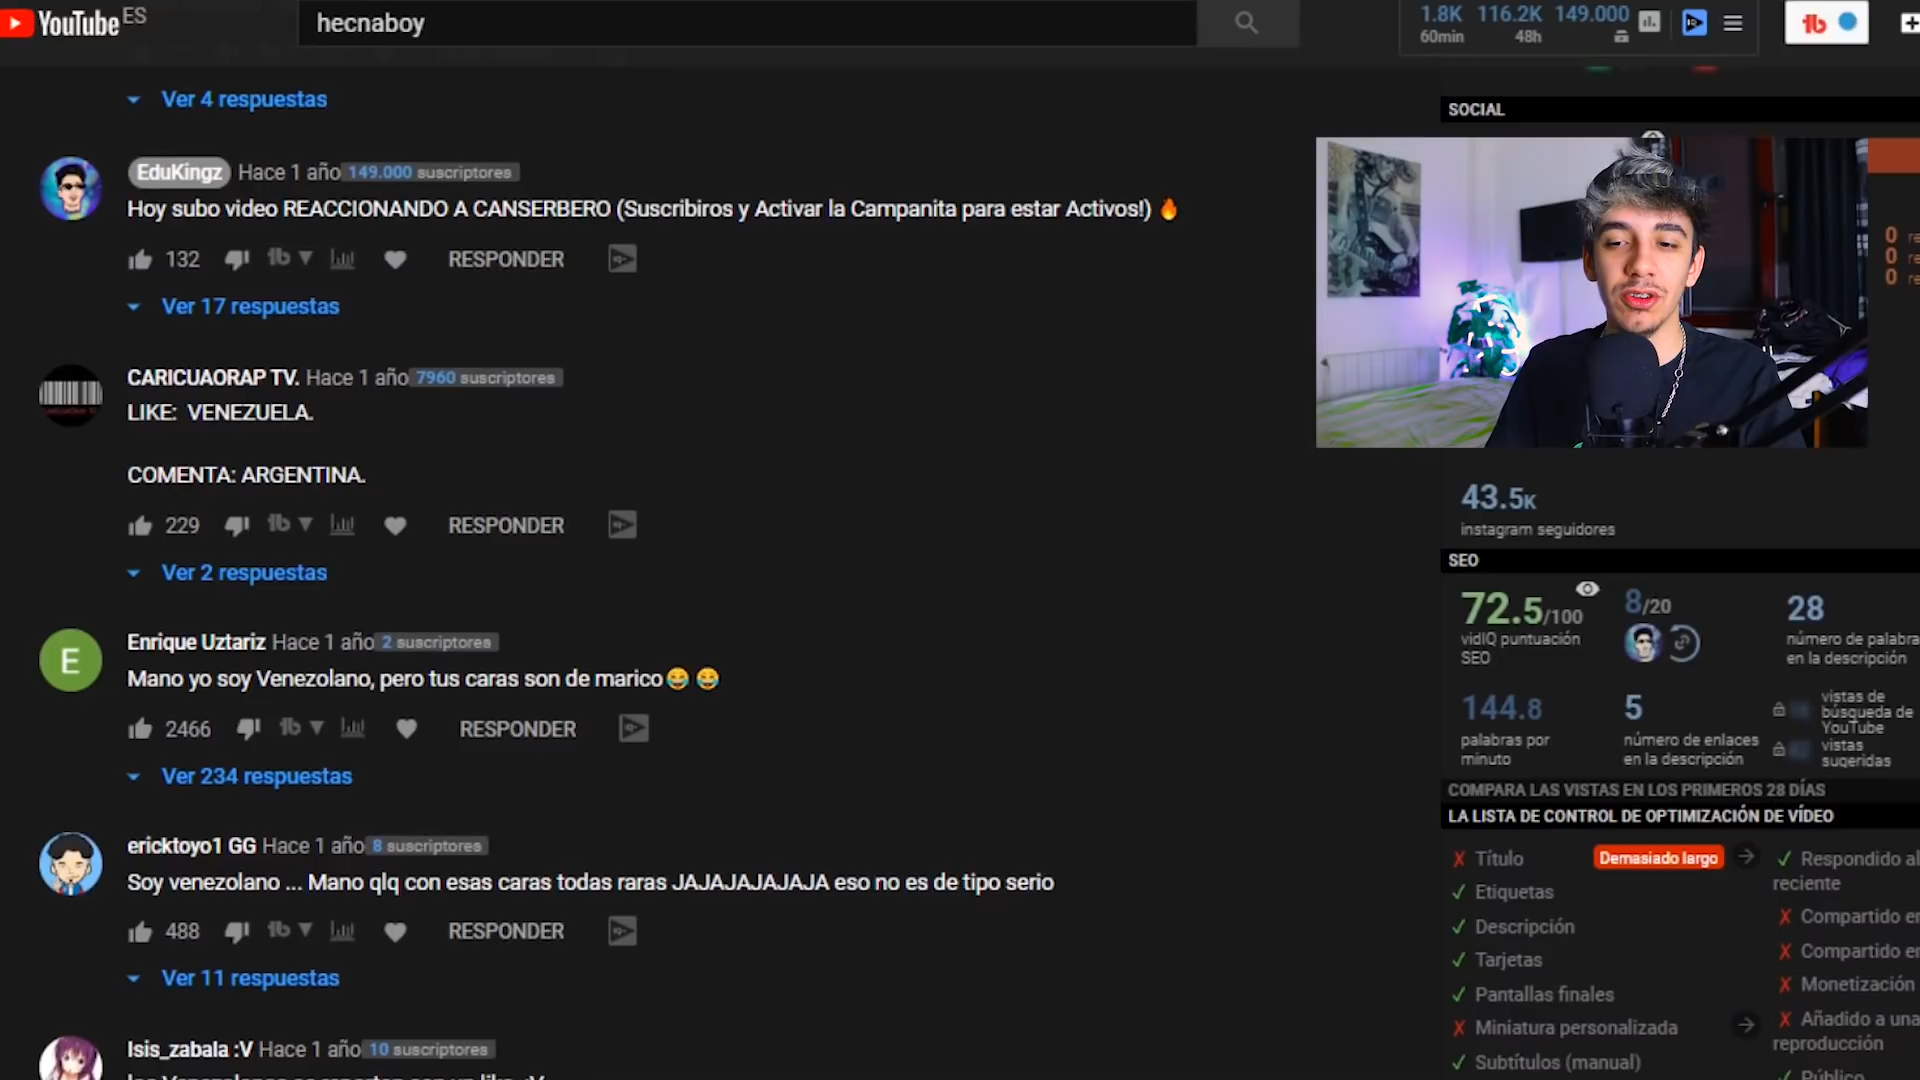 YouTube ES
hecnaboy
1.8K 116.2K 149.000
60min 48h
Ver 4 respuestas
EduKingz Hace 1 año 149.000 suscriptores
Hoy subo video REACCIONANDO A CANSERBERO (Suscribiros y Activar la Campanita para estar Activos!) 🔥
132 RESPONDER
Ver 17 respuestas
CARICUAORAP TV. Hace 1 año 7960 suscriptores
LIKE: VENEZUELA.
COMENTA: ARGENTINA.
229 RESPONDER
Ver 2 respuestas
E
Enrique Uztariz Hace 1 año 2 suscriptores
Mano yo soy Venezolano, pero tus caras son de marico😂 😂
2466 RESPONDER
Ver 234 respuestas
ericktoyo1 GG Hace 1 año 8 suscriptores
Soy venezolano ... Mano qlq con esas caras todas raras JAJAJAJAJAJA eso no es de tipo serio
488 RESPONDER
Ver 11 respuestas
Isis_zabala :V Hace 1 año 10 suscriptores
SOCIAL
0 re
0 re
0 re
43.5K
instagram seguidores
SEO
72.5/100
vidIQ puntuación
SEO
8/20
28
número de palabra
en la descripción
144.8
palabras por
minuto
5
número de enlaces
en la descripción
vistas de
búsqueda de
YouTube
vistas
sugeridas
COMPARA LAS VISTAS EN LOS PRIMEROS 28 DÍAS
LA LISTA DE CONTROL DE OPTIMIZACIÓN DE VÍDEO
Título Demasiado largo
Etiquetas
Descripción
Tarjetas
Pantallas finales
Miniatura personalizada
Subtítulos (manual)
Respondido al
reciente
Compartido en
Compartido en
Monetización
Añadido a una
reproducción
Público